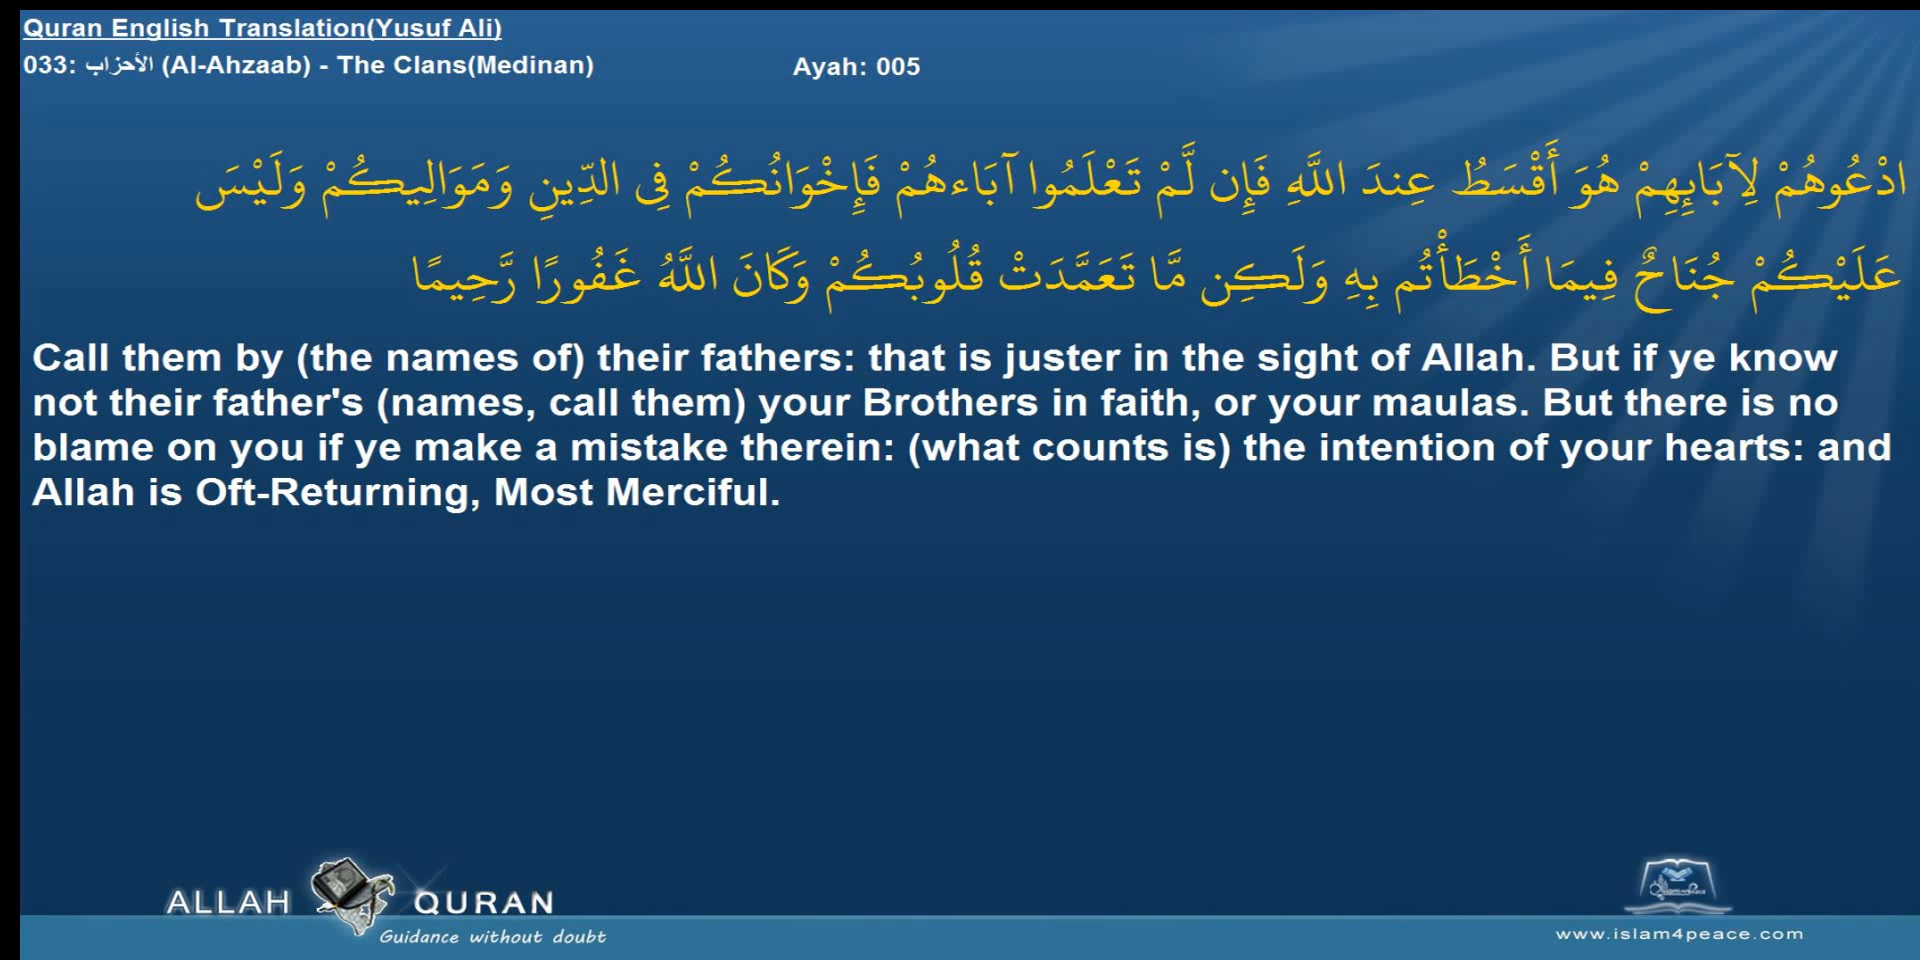 Quran English Translation(Yusuf Ali)
033: الأحزاب (Al-Ahzaab) - The Clans(Medinan) Ayah: 005
ادْعُوهُمْ لِآبَائِهِمْ هُوَ أَقْسَطُ عِندَ اللَّهِ فَإِن لَّمْ تَعْلَمُوا آبَاءهُمْ فَإِخْوَانُكُمْ فِي الدِّينِ وَمَوَالِيكُمْ وَلَيْسَ
عَلَيْكُمْ جُنَاحٌ فِيمَا أَخْطَأْتُم بِهِ وَلَكِن مَّا تَعَمَّدَتْ قُلُوبُكُمْ وَكَانَ اللَّهُ غَفُورًا رَّحِيمًا
Call them by (the names of) their fathers: that is juster in the sight of Allah. But if ye know
not their father's (names, call them) your Brothers in faith, or your maulas. But there is no
blame on you if ye make a mistake therein: (what counts is) the intention of your hearts: and
Allah is Oft-Returning, Most Merciful.
ALLAH QURAN
Guidance without doubt
www.islam4peace.com